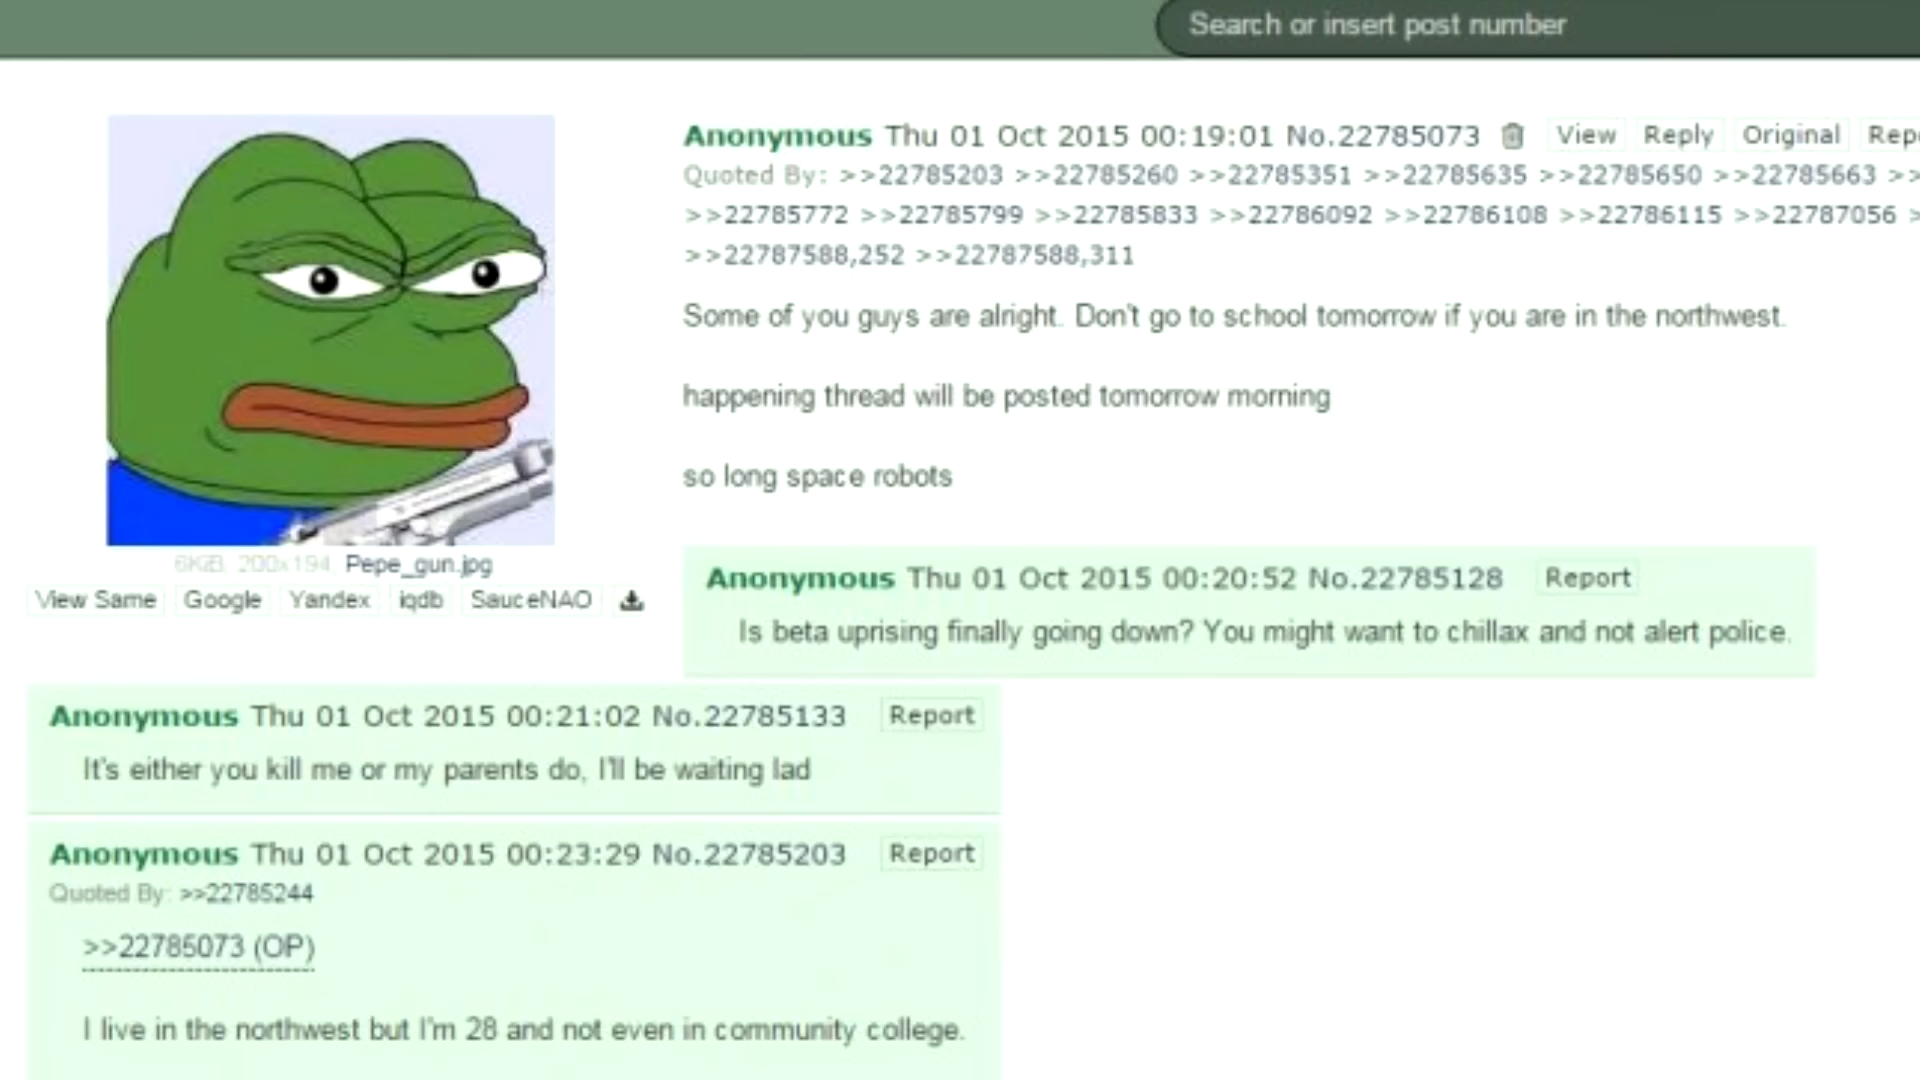 Search or insert post number
Anonymous Thu 01 Oct 2015 00:19:01 No.22785073 View Reply Original
Quoted By: >>22785203 >>22785260 >>22785351 >>22785635 >>22785650 >>22785663 >>
>>22785772 >>22785799 >>22785833 >>22786092 >>22786108 >>22786115 >>22787056 >
>>22787588,252 >>22787588,311
Some of you guys are alright. Don't go to school tomorrow if you are in the northwest.
happening thread will be posted tomorrow morning
so long space robots
6KiB, 200x194, Pepe_gun.jpg
View Same Google Yandex iqdb SauceNAO
Anonymous Thu 01 Oct 2015 00:20:52 No.22785128 Report
Is beta uprising finally going down? You might want to chillax and not alert police.
Anonymous Thu 01 Oct 2015 00:21:02 No.22785133 Report
It's either you kill me or my parents do, I'll be waiting lad
Anonymous Thu 01 Oct 2015 00:23:29 No.22785203 Report
Quoted By: >>22785244
>>22785073 (OP)
I live in the northwest but I'm 28 and not even in community college.